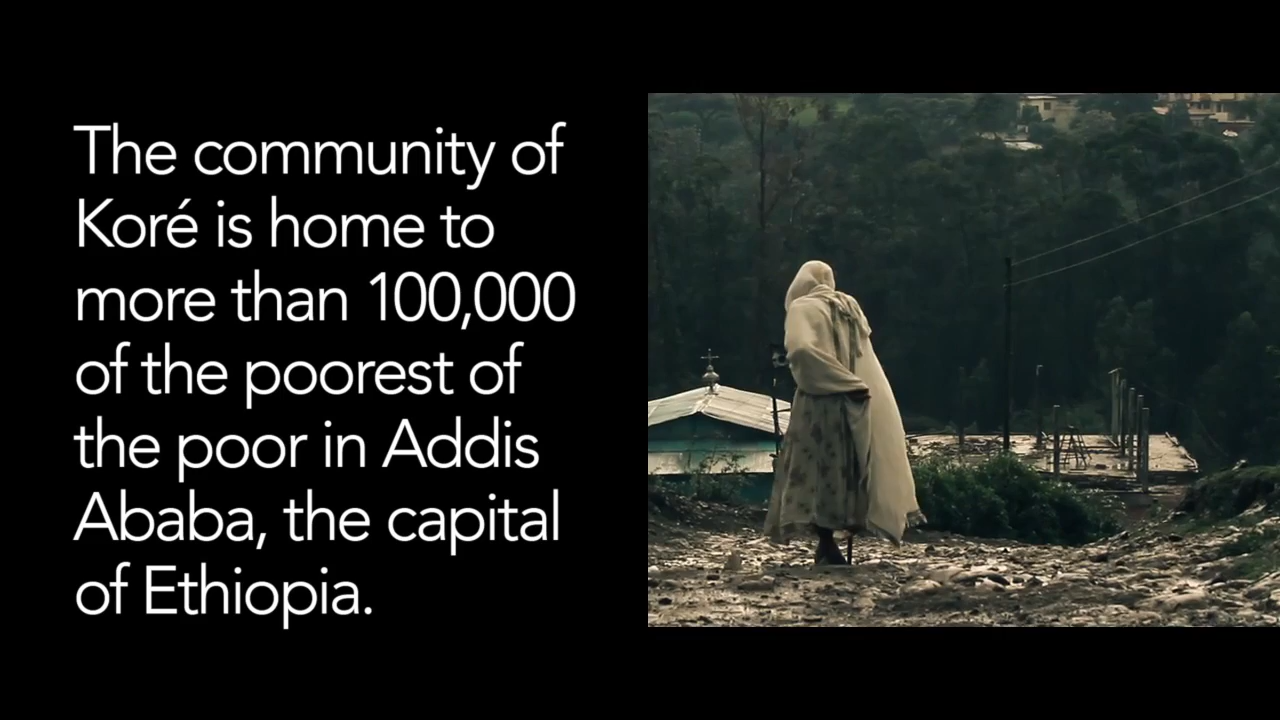 The community of
Koré is home to
more than 100,000
of the poorest of
the poor in Addis
Ababa, the capital
of Ethiopia.